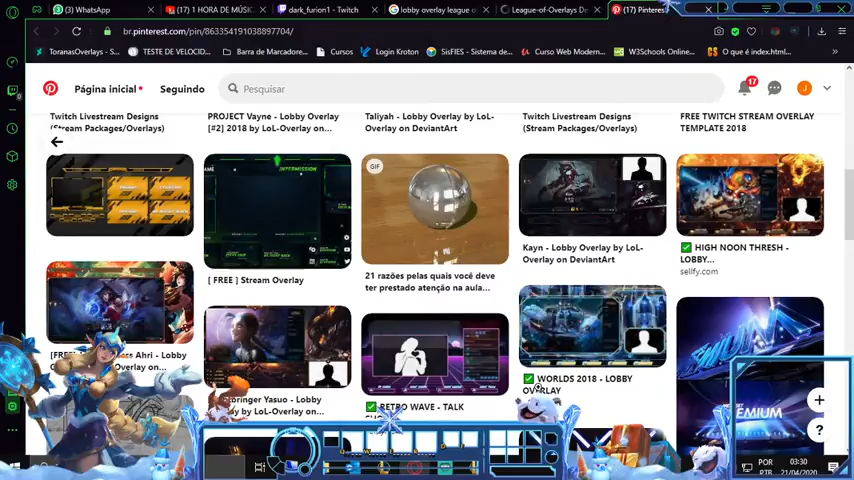 (17) WhatsApp
(17) 1 HORA DE MÚSIC
dark_furion1 - Twitch
lobby overlay league o
League-of-Overlays De
(17) Pinteres
br.pinterest.com/pin/863354191038897704/
ToranasOverlays - S...
TESTE DE VELOCID...
Barra de Marcadore...
Cursos
Login Kroton
SisFIES - Sistema de...
Curso Web Modern...
W3Schools Online...
O que é index.html...
Página inicial
Seguindo
Pesquisar
17
J
Twitch Livestream Designs
(Stream Packages/Overlays)
PROJECT Vayne - Lobby Overlay
[#2] 2018 by LoL-Overlay on...
Taliyah - Lobby Overlay by LoL-
Overlay on DeviantArt
Twitch Livestream Designs
(Stream Packages/Overlays)
FREE TWITCH STREAM OVERLAY
TEMPLATE 2018
INTERMISSION
GIF
[ FREE ] Stream Overlay
21 razões pelas quais você deve
ter prestado atenção na aula...
Kayn - Lobby Overlay by LoL-
Overlay on DeviantArt
✅ HIGH NOON THRESH -
LOBBY...
sellfy.com
Ahri - Lobby
✅ RETRO WAVE - TALK
✅ WORLDS 2018 - LOBBY
OVERLAY
Yasuo - Lobby
by LoL-Overlay on...
+
?
POR
PTB
03:30
21/04/2020